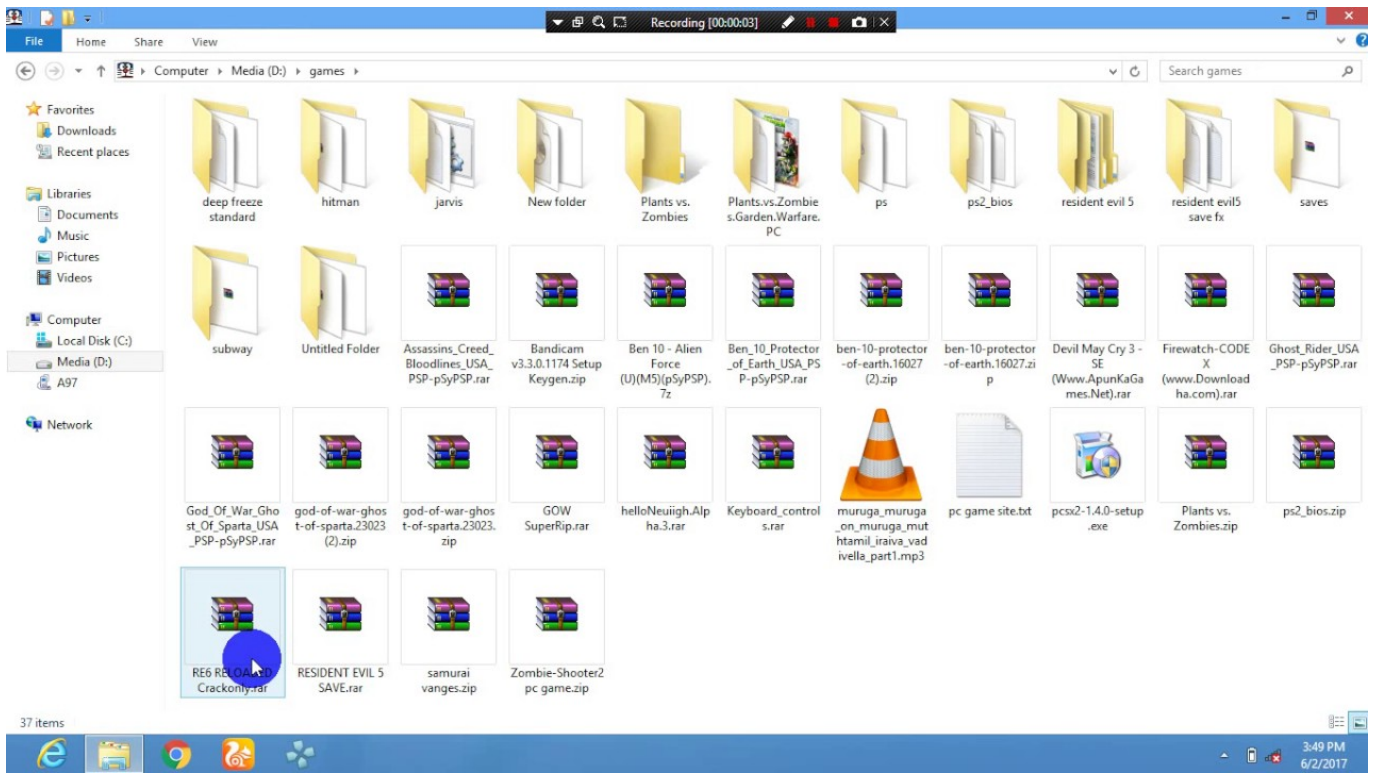 Recording [00:00:03]
File Home Share View
Computer Media (D:) games
Search games
Favorites
Downloads
Recent places
Libraries
Documents
Music
Pictures
Videos
Computer
Local Disk (C:)
Media (D:)
A97
Network
deep freeze
standard
hitman
jarvis
New folder
Plants vs.
Zombies
Plants.vs.Zombie
s.Garden.Warfare.
PC
ps
ps2_bios
resident evil 5
resident evil5
save fx
saves
subway
Untitled Folder
Assassins_Creed_
Bloodlines_USA_
PSP-pSyPSP.rar
Bandicam
v3.3.0.1174 Setup
Keygen.zip
Ben 10 - Alien
Force
(U)(M5)(pSyPSP).
7z
Ben_10_Protector
_of_Earth_USA_PS
P-pSyPSP.rar
ben-10-protector
-of-earth.16027
(2).zip
ben-10-protector
-of-earth.16027.zi
p
Devil May Cry 3 -
SE
(Www.ApunKaGa
mes.Net).rar
Firewatch-CODE
X
(www.Download
ha.com).rar
Ghost_Rider_USA
_PSP-pSyPSP.rar
God_Of_War_Gho
st_Of_Sparta_USA
_PSP-pSyPSP.rar
god-of-war-ghos
t-of-sparta.23023
(2).zip
god-of-war-ghos
t-of-sparta.23023.
zip
GOW
SuperRip.rar
helloNeuiigh.Alp
ha.3.rar
Keyboard_control
s.rar
muruga_muruga
_on_muruga_mut
htamil_iraiva_vad
ivella_part1.mp3
pc game site.txt
pcsx2-1.4.0-setup
.exe
Plants vs.
Zombies.zip
ps2_bios.zip
RE6 RELOADED
Crackonly.rar
RESIDENT EVIL 5
SAVE.rar
samurai
vanges.zip
Zombie-Shooter2
pc game.zip
37 items
3:49 PM
6/2/2017